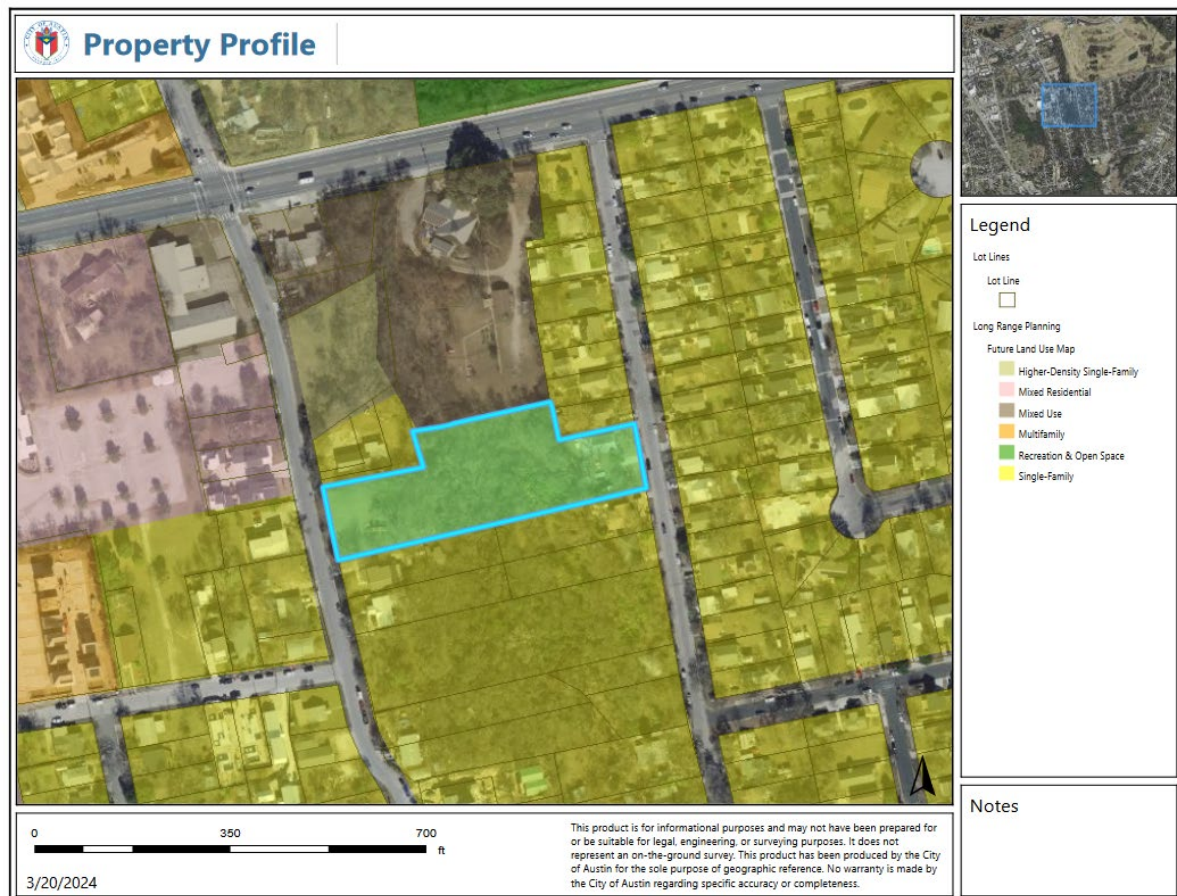 Property Profile
Legend
Lot Lines
Lot Line
Long Range Planning
Future Land Use Map
Higher-Density Single-Family
Mixed Residential
Mixed Use
Multifamily
Recreation & Open Space
Single-Family
Notes
0 350 700
ft
3/20/2024
This product is for informational purposes and may not have been prepared for
or be suitable for legal, engineering, or surveying purposes. It does not
represent an on-the-ground survey. This product has been produced by the City
of Austin for the sole purpose of geographic reference. No warranty is made by
the City of Austin regarding specific accuracy or completeness.